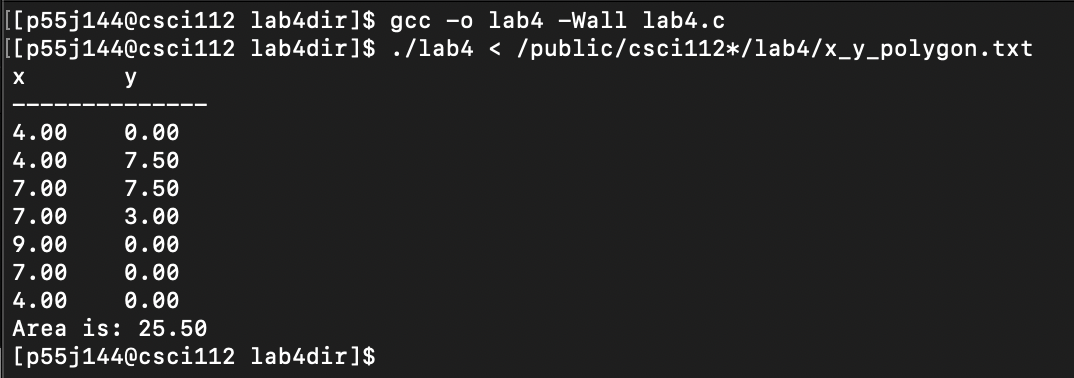 [[p55j144@csci112 lab4dir]$ gcc -o lab4 -Wall lab4.c
[[p55j144@csci112 lab4dir]$ ./lab4 < /public/csci112*/lab4/x_y_polygon.txt
x       y
--------------
4.00    0.00
4.00    7.50
7.00    7.50
7.00    3.00
9.00    0.00
7.00    0.00
4.00    0.00
Area is: 25.50
[p55j144@csci112 lab4dir]$